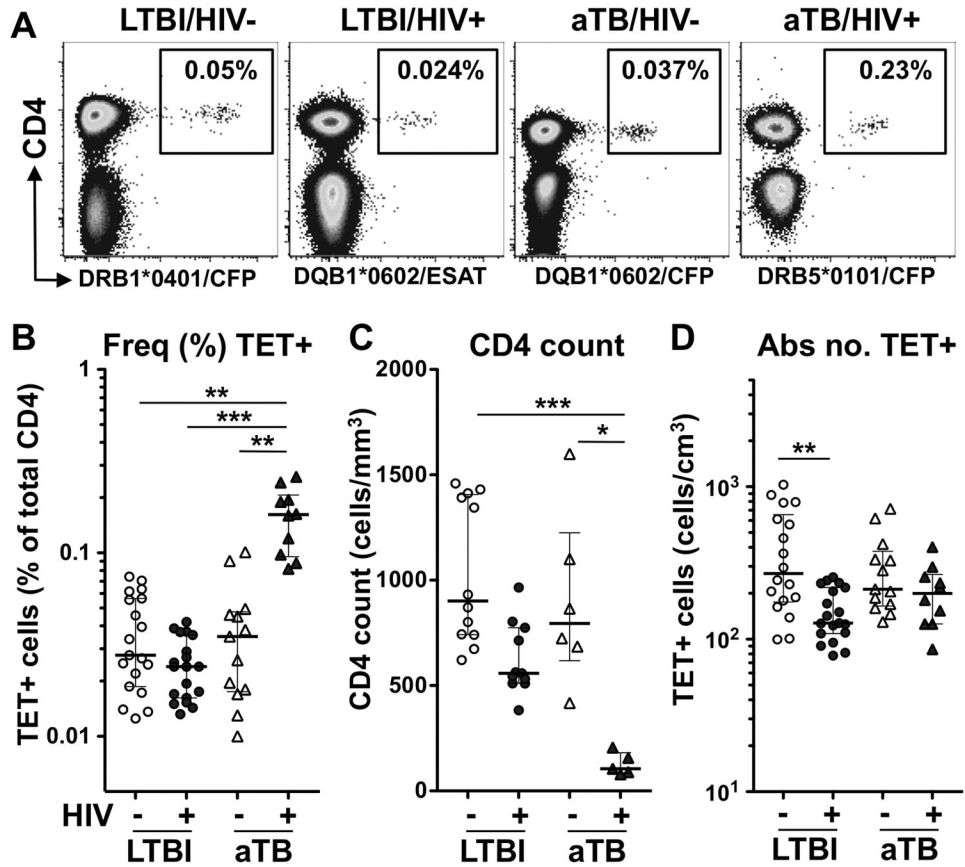 A
LTBI/HIV- LTBI/HIV+ aTB/HIV- aTB/HIV+
0.05% 0.024% 0.037% 0.23%
CD4
DRB1*0401/CFP DQB1*0602/ESAT DQB1*0602/CFP DRB5*0101/CFP
B Freq (%) TET+
TET+ cells (% of total CD4)
1
0.1
0.01
**
***
**
HIV - + - +
LTBI aTB
C CD4 count
CD4 count (cells/mm³)
2000
1500
1000
500
0
***
*
- + - +
LTBI aTB
D Abs no. TET+
TET+ cells (cells/cm³)
10³
10²
10¹
**
- + - +
LTBI aTB